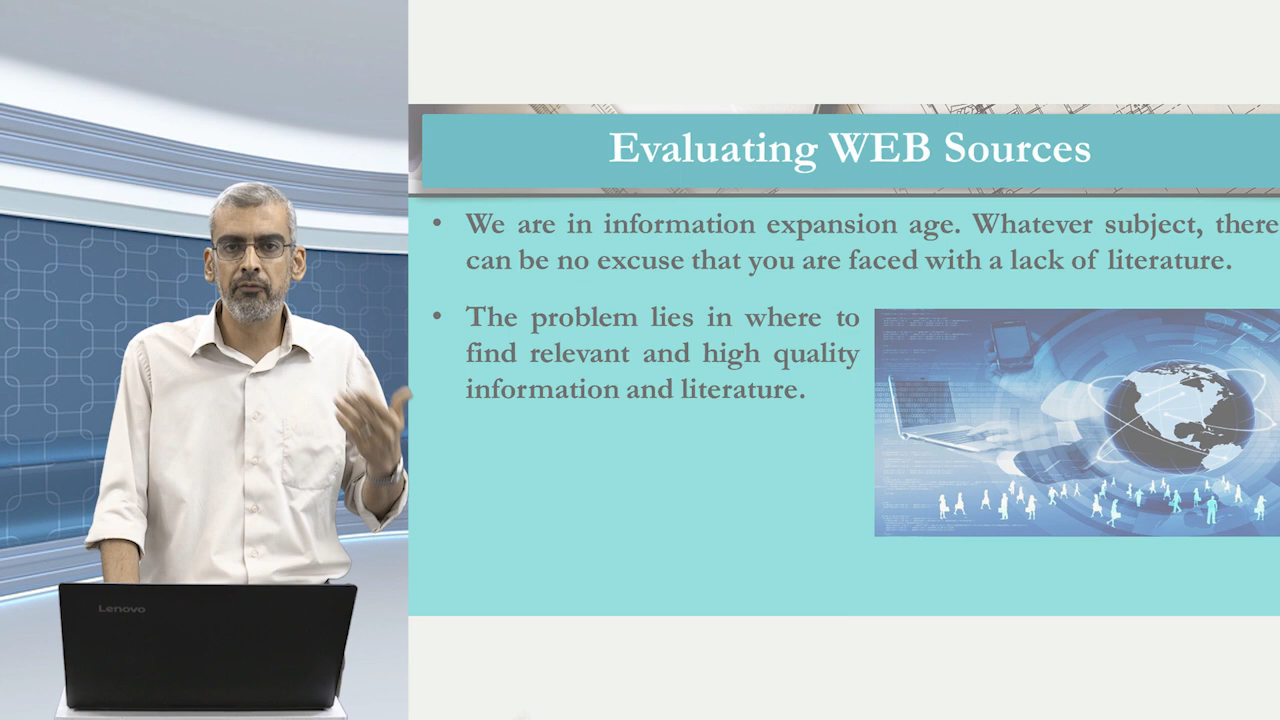 Evaluating WEB Sources
• We are in information expansion age. Whatever subject, there
can be no excuse that you are faced with a lack of literature.
• The problem lies in where to
find relevant and high quality
information and literature.
Lenovo